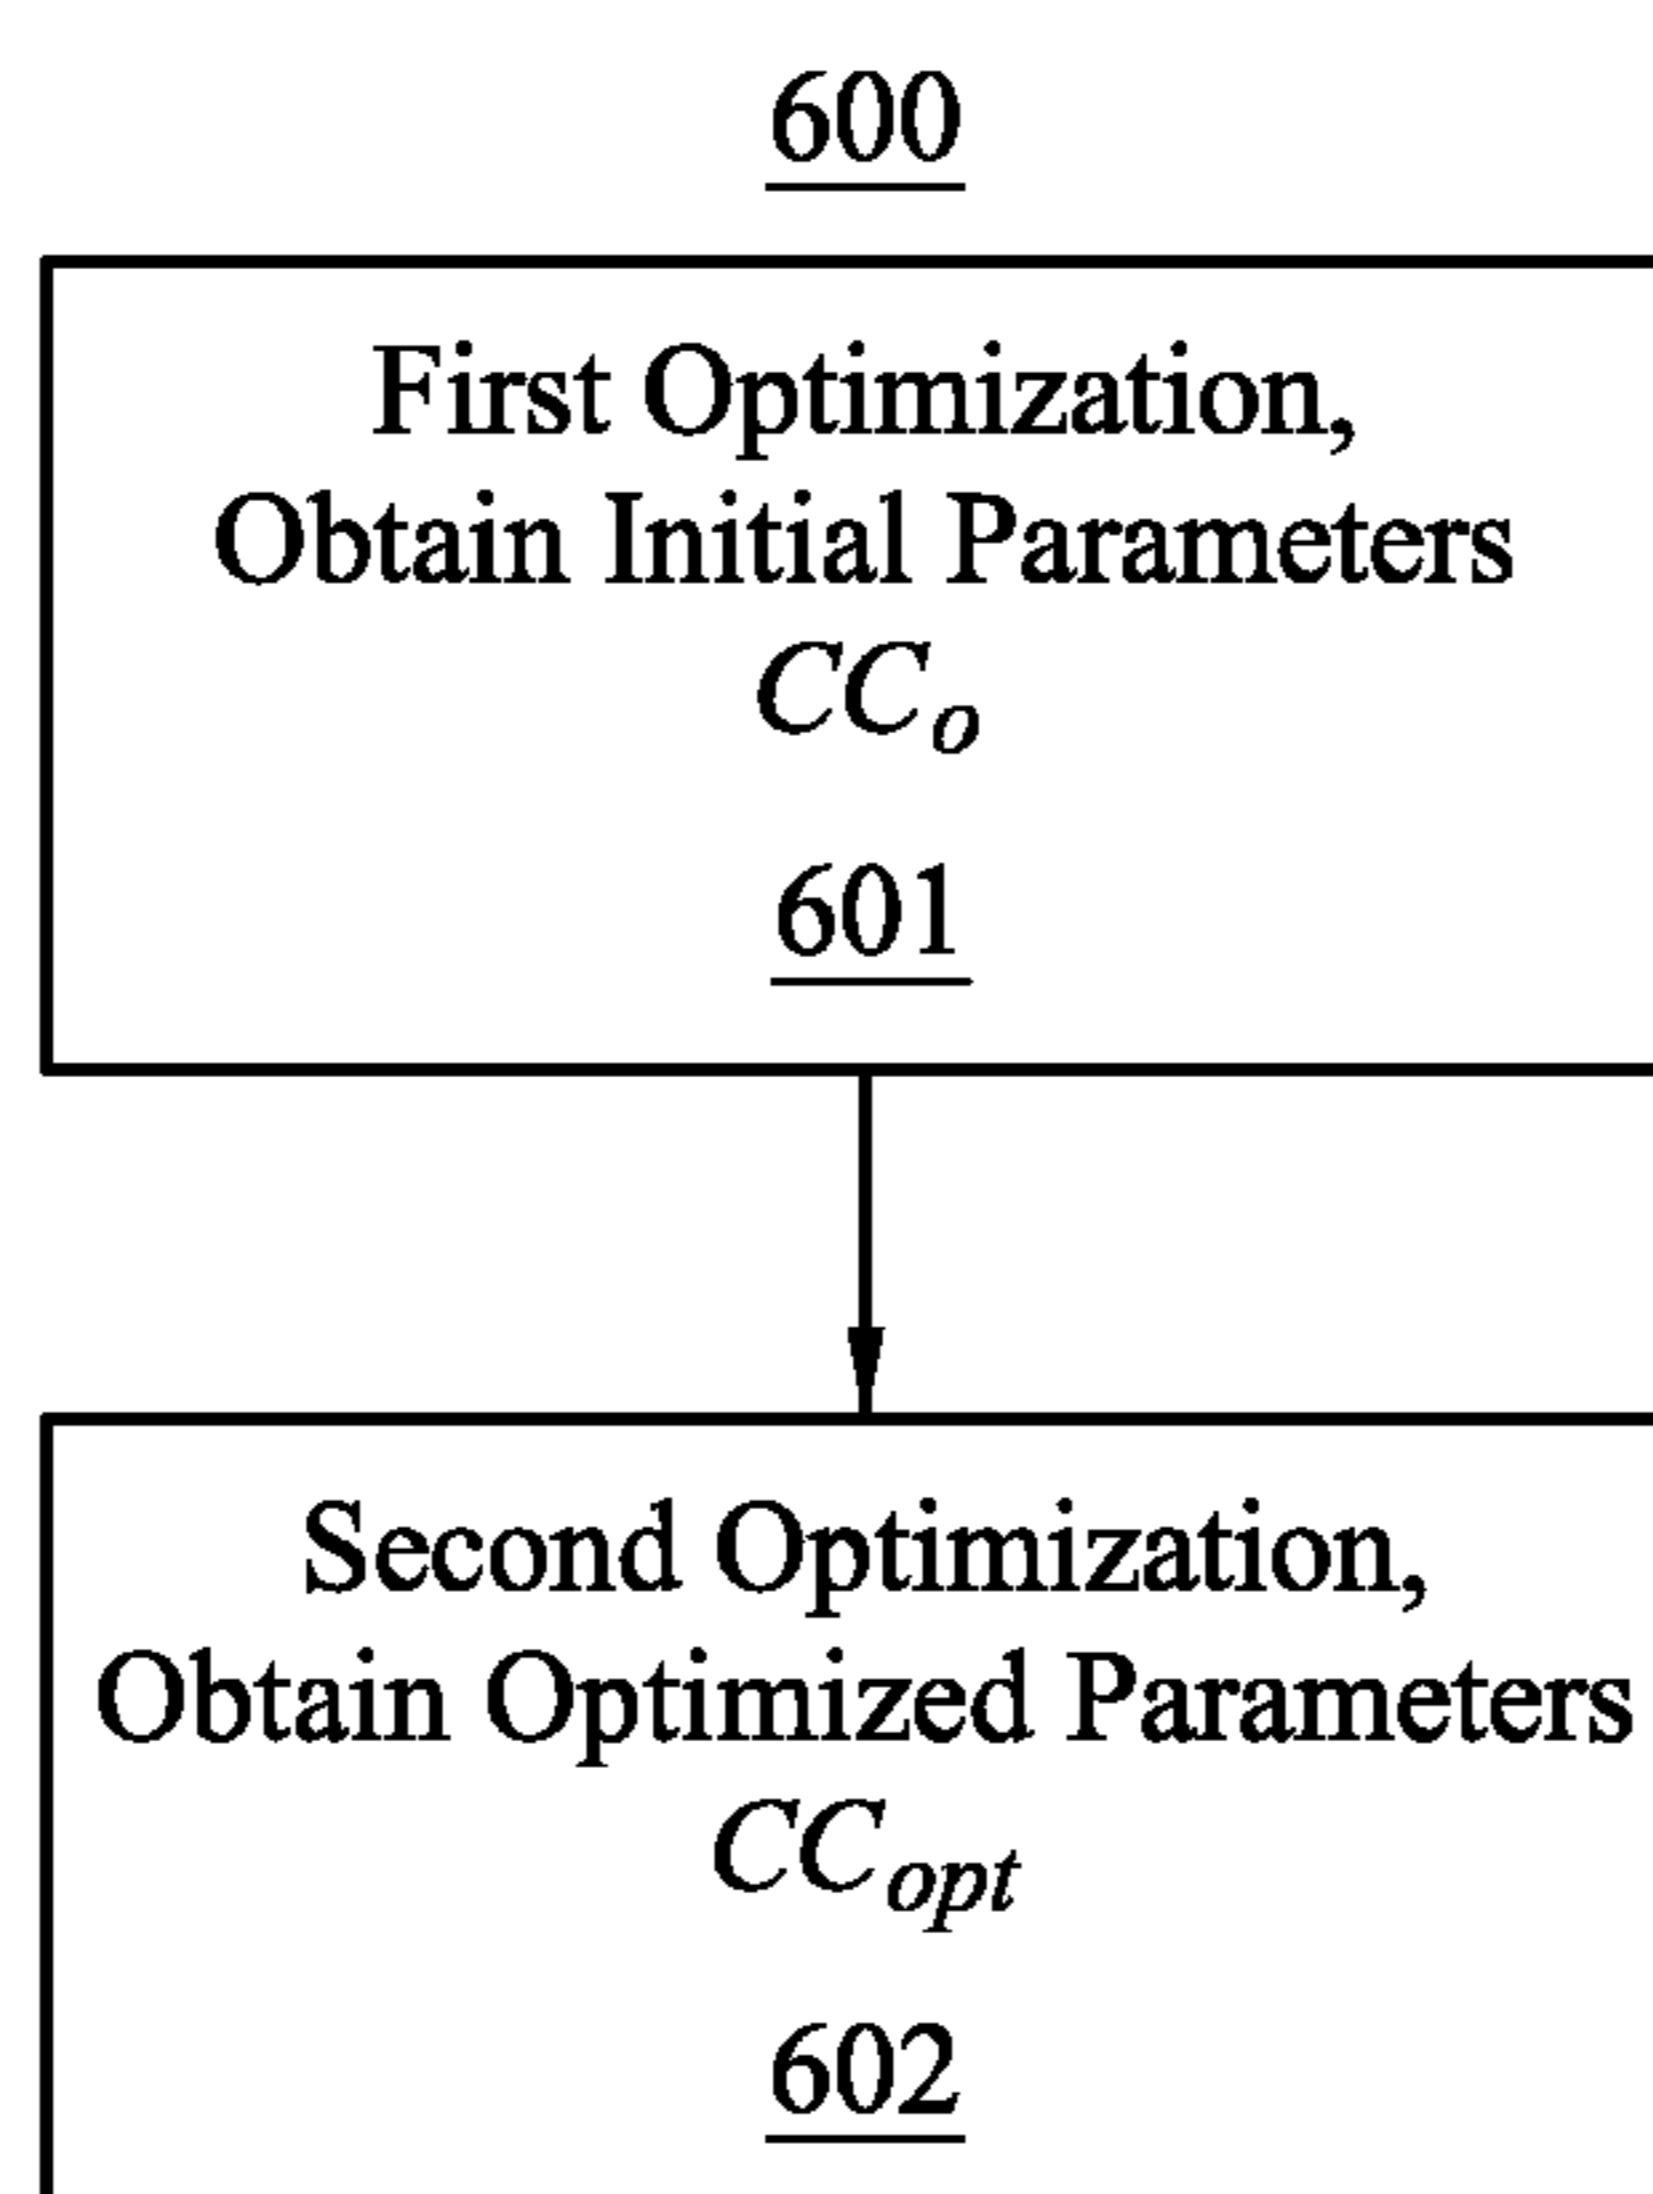 600
First Optimization,
Obtain Initial Parameters
CCo
601
Second Optimization,
Obtain Optimized Parameters
CCopt
602